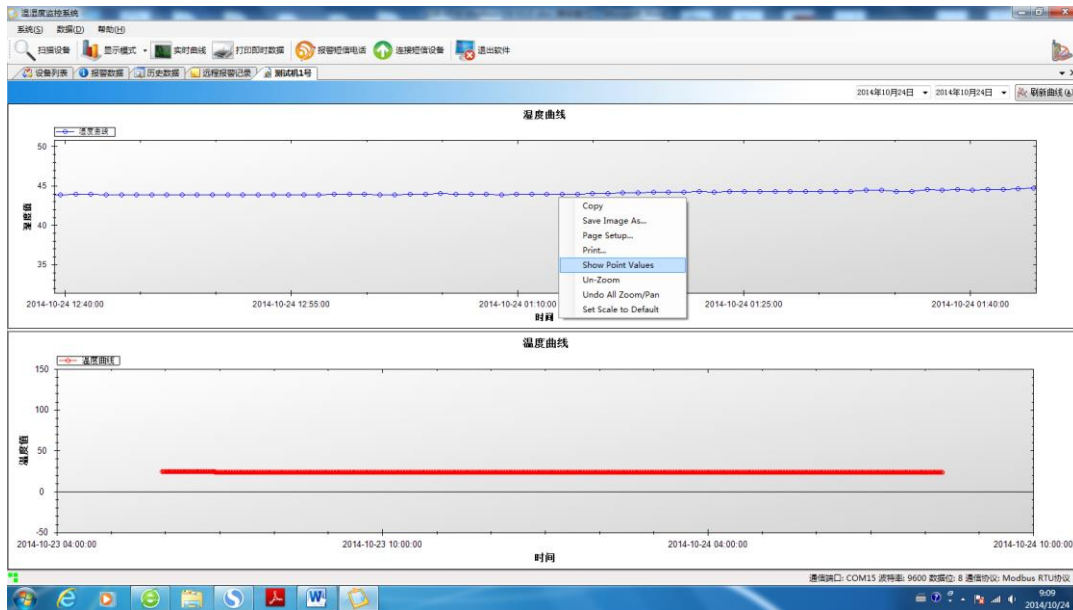 温湿度监控系统
系统(S) 数据(D) 帮助(H)
扫描设备 显示模式 实时曲线 打印即时数据 报警短信电话 连接短信设备 退出软件
设备列表 报警数据 历史数据 远程报警记录 测试机1号
2014年10月24日 2014年10月24日 刷新曲线(A)
湿度曲线
湿度曲线
50
45
40
35
湿度值
Copy
Save Image As...
Page Setup...
Print...
Show Point Values
Un-Zoom
Undo All Zoom/Pan
Set Scale to Default
2014-10-24 12:40:00 2014-10-24 12:55:00 2014-10-24 01:10:00 2014-10-24 01:25:00 2014-10-24 01:40:00
时间
温度曲线
温度曲线
150
100
50
0
-50
温度值
2014-10-23 04:00:00 2014-10-23 10:00:00 2014-10-24 04:00:00 2014-10-24 10:00:00
时间
通信端口: COM15 波特率: 9600 数据位: 8 通信协议: Modbus RTU协议
9:09
2014/10/24